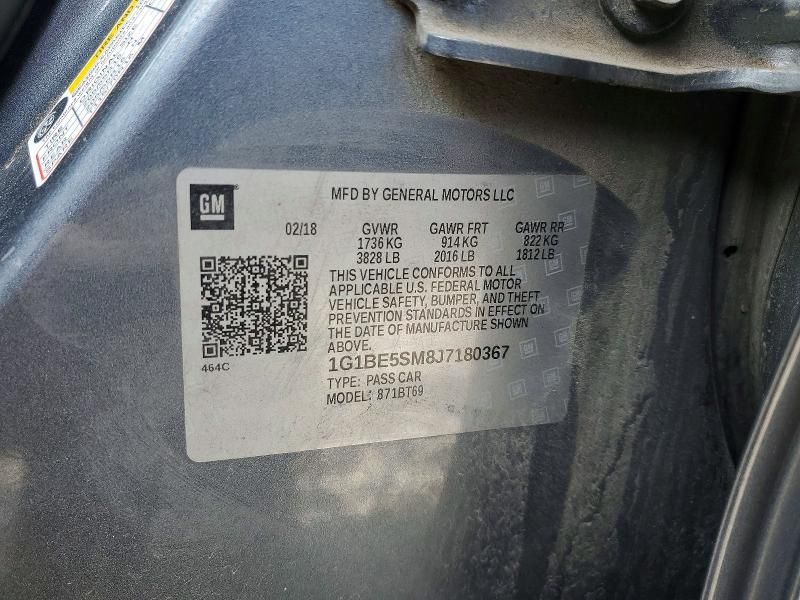 GM
MFD BY GENERAL MOTORS LLC
02/18 GVWR GAWR FRT GAWR RR
1736 KG 914 KG 822 KG
3828 LB 2016 LB 1812 LB
THIS VEHICLE CONFORMS TO ALL
APPLICABLE U.S. FEDERAL MOTOR
VEHICLE SAFETY, BUMPER, AND THEFT
PREVENTION STANDARDS IN EFFECT ON
THE DATE OF MANUFACTURE SHOWN
ABOVE.
464C
1G1BE5SM8J7180367
TYPE: PASS CAR
MODEL: 871BT69